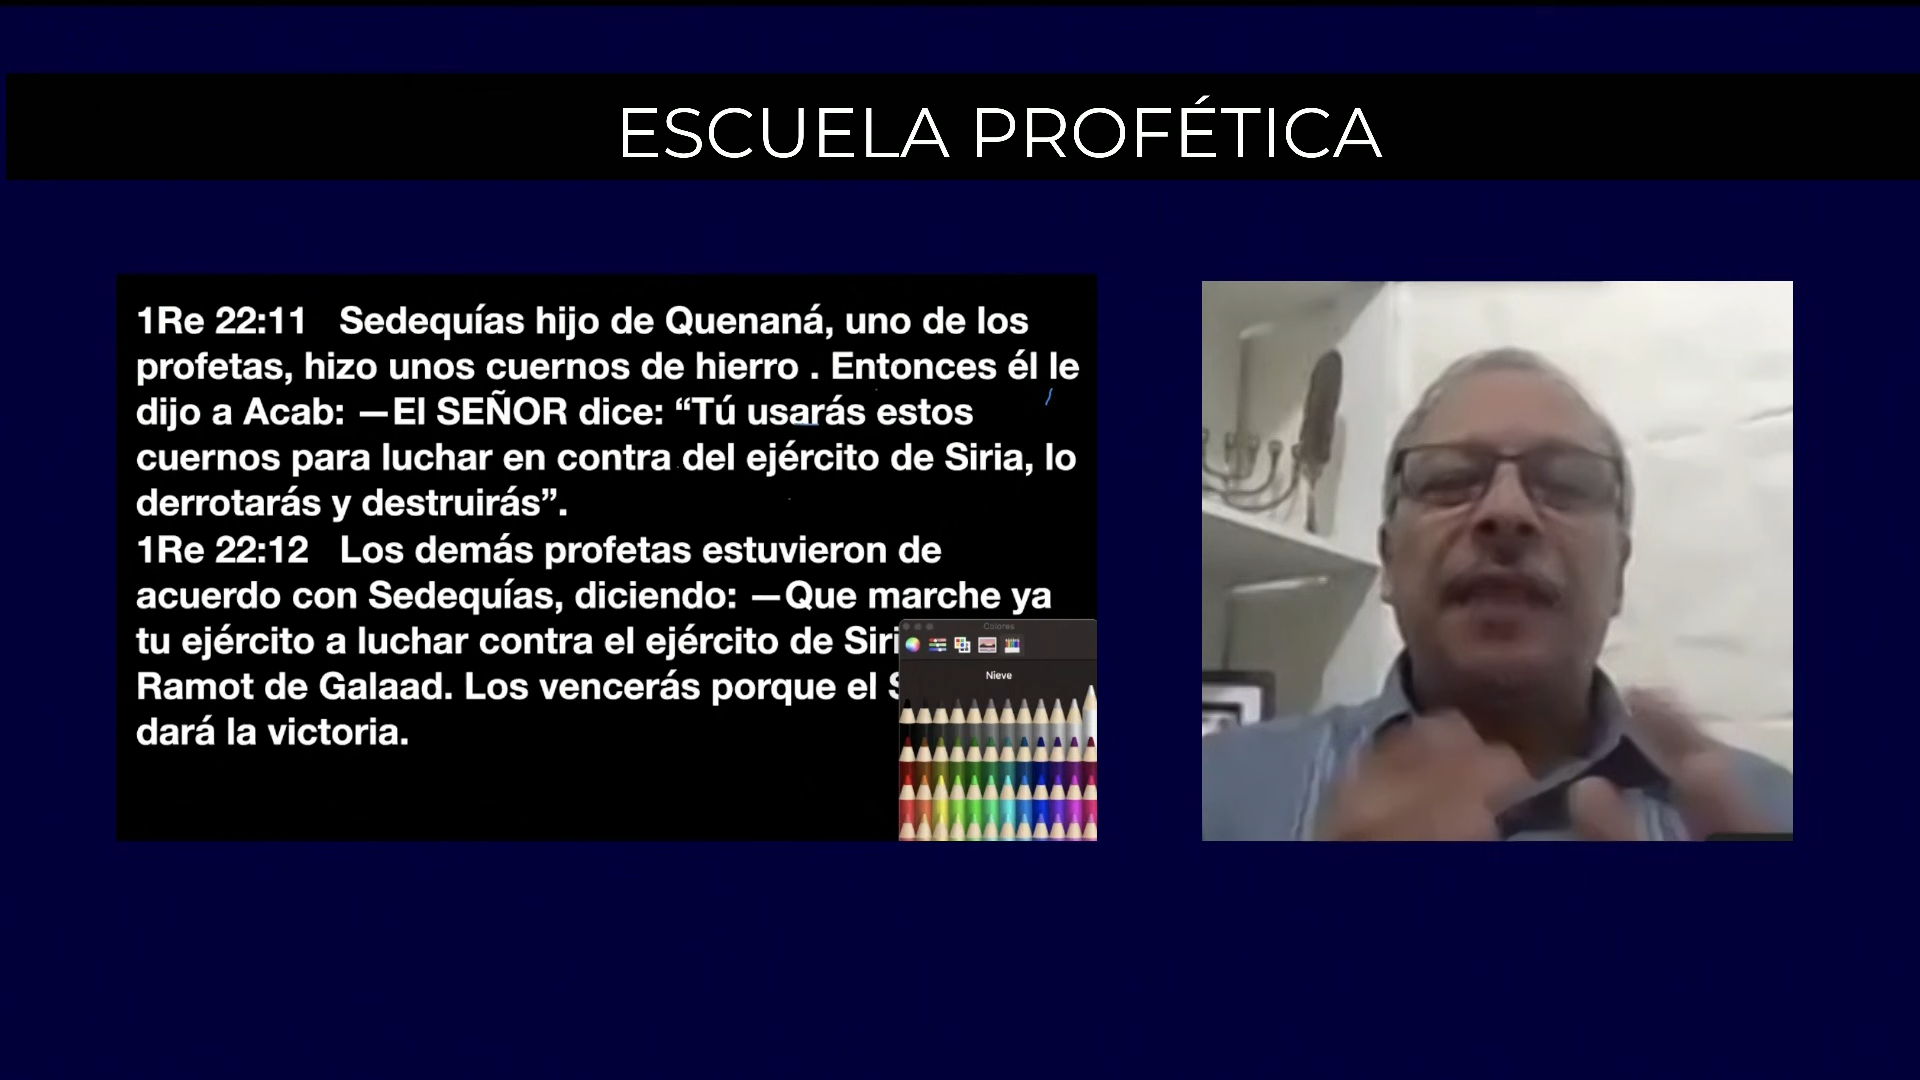 ESCUELA PROFÉTICA
1Re 22:11 Sedequías hijo de Quenaná, uno de los
profetas, hizo unos cuernos de hierro . Entonces él le
dijo a Acab: —El SEÑOR dice: “Tú usarás estos
cuernos para luchar en contra del ejército de Siria, lo
derrotarás y destruirás”.
1Re 22:12 Los demás profetas estuvieron de
acuerdo con Sedequías, diciendo: —Que marche ya
tu ejército a luchar contra el ejército de Siri
Ramot de Galaad. Los vencerás porque el S
dará la victoria.
Colores
Nieve